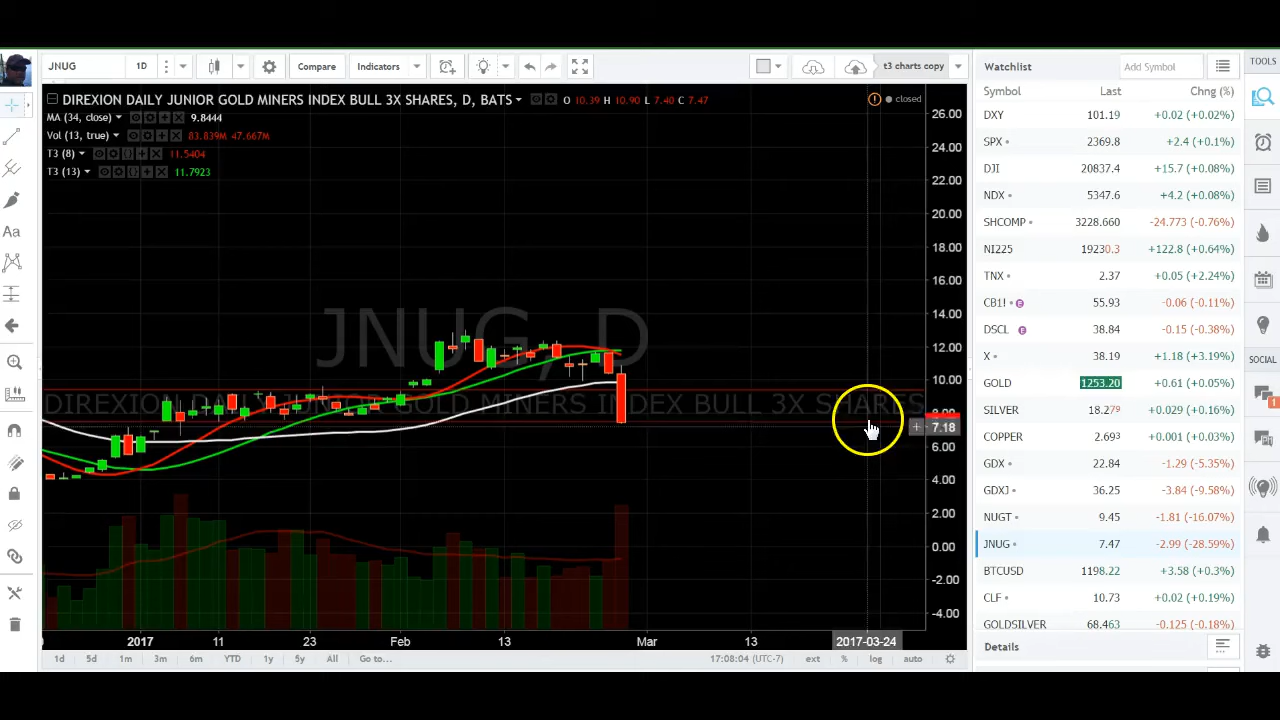 JNUG 1D Compare Indicators t3 charts copy
DIREXION DAILY JUNIOR GOLD MINERS INDEX BULL 3X SHARES, D, BATS O 10.39 H 10.90 L 7.40 C 7.47 closed
MA (34, close) 9.8444
Vol (13, true) 83.839M 47.667M
T3 (8) 11.5404
T3 (13) 11.7923
JNUG, D
DIREXION DAILY JUNIOR GOLD MINERS INDEX BULL 3X SHARES
26.00
24.00
22.00
20.00
18.00
16.00
14.00
12.00
10.00
8.00
7.18
6.00
4.00
2.00
0.00
-2.00
-4.00
2017 11 23 Feb 13 Mar 13 2017-03-24
1d 5d 1m 3m 6m YTD 1y 5y All Go to... 17:08:04 (UTC-7) ext % log auto
Aa
Watchlist Add Symbol
Symbol Last Chng (%)
DXY 101.19 +0.02 (+0.02%)
SPX 2369.8 +2.4 (+0.1%)
DJI 20837.4 +15.7 (+0.08%)
NDX 5347.6 +4.2 (+0.08%)
SHCOMP 3228.660 -24.773 (-0.76%)
NI225 19230.3 +122.8 (+0.64%)
TNX 2.37 +0.05 (+2.24%)
CB1! E 55.93 -0.06 (-0.11%)
DSCL E 38.84 -0.15 (-0.38%)
X 38.19 +1.18 (+3.19%)
GOLD 1253.20 +0.61 (+0.05%)
SILVER 18.279 +0.029 (+0.16%)
COPPER 2.693 +0.001 (+0.03%)
GDX 22.84 -1.29 (-5.35%)
GDXJ 36.25 -3.84 (-9.58%)
NUGT 9.45 -1.81 (-16.07%)
JNUG 7.47 -2.99 (-28.59%)
BTCUSD 1198.22 +3.58 (+0.3%)
CLF 10.73 +0.02 (+0.19%)
GOLDSILVER 68.463 -0.125 (-0.18%)
Details
TOOLS
SOCIAL
1